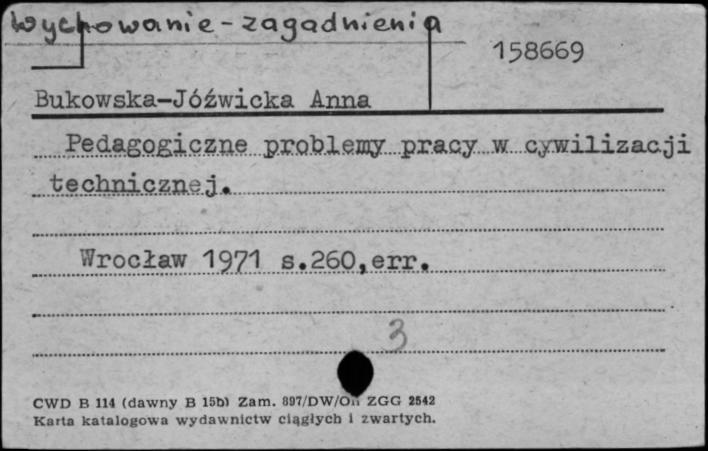 Wychowanie - zagadnienia
158669
Bukowska-Jóźwicka Anna
Pedagogiczne problemy pracy w cywilizacji
technicznej.
Wrocław 1971 s.260,err.
3
CWD B 114 (dawny B 15b) Zam. 897/DW/On ZGG 2542
Karta katalogowa wydawnictw ciągłych i zwartych.